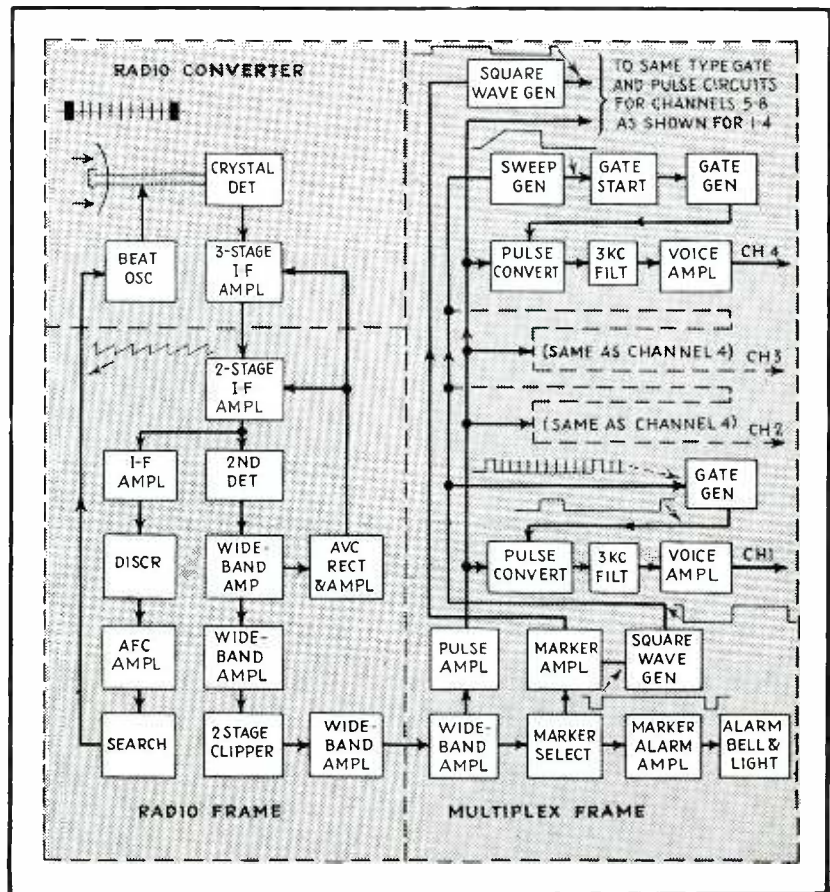 RADIO CONVERTER
CRYSTAL
DET
BEAT
OSC
3-STAGE
I-F
AMPL
2-STAGE
I-F
AMPL
I-F
AMPL
2ND
DET
DISCR
WIDE-
BAND
AMP
AVC
RECT
&AMPL
AFC
AMPL
WIDE-
BAND
AMPL
SEARCH
2 STAGE
CLIPPER
WIDE-
BAND
AMPL
RADIO FRAME
SQUARE
WAVE GEN
TO SAME TYPE GATE
AND PULSE CIRCUITS
FOR CHANNELS 5-8
AS SHOWN FOR 1-4
SWEEP
GEN
GATE
START
GATE
GEN
PULSE
CONVERT
3KC
FILT
VOICE
AMPL
CH 4
(SAME AS CHANNEL 4)
CH 3
(SAME AS CHANNEL 4)
CH 2
GATE
GEN
PULSE
CONVERT
3KC
FILT
VOICE
AMPL
CH 1
PULSE
AMPL
MARKER
AMPL
SQUARE
WAVE
GEN
WIDE-
BAND
AMPL
MARKER
SELECT
MARKER
ALARM
AMPL
ALARM
BELL &
LIGHT
MULTIPLEX FRAME